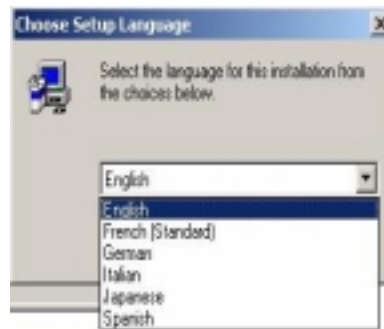 Choose Setup Language
Select the language for this installation from
the choices below.
English
English
French (Standard)
German
Italian
Japanese
Spanish